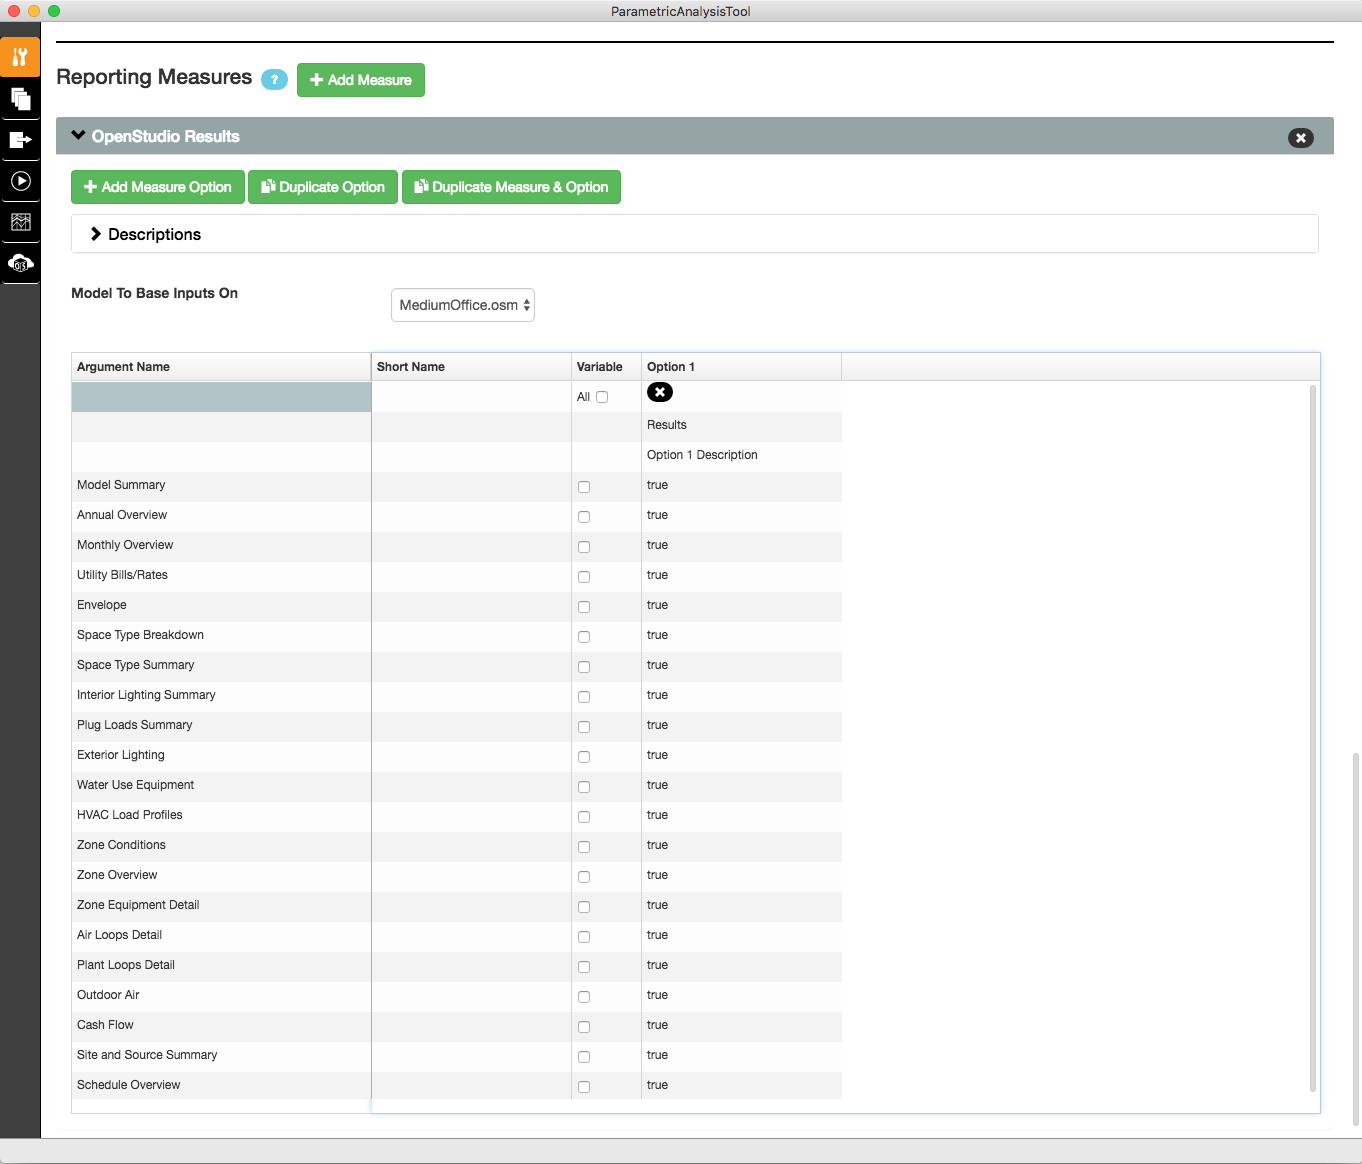 ParametricAnalysisTool
Reporting Measures ? Add Measure
OpenStudio Results
Add Measure Option Duplicate Option Duplicate Measure & Option
Descriptions
Model To Base Inputs On
MediumOffice.osm
Argument Name Short Name Variable Option 1
All
Results
Option 1 Description
Model Summary true
Annual Overview true
Monthly Overview true
Utility Bills/Rates true
Envelope true
Space Type Breakdown true
Space Type Summary true
Interior Lighting Summary true
Plug Loads Summary true
Exterior Lighting true
Water Use Equipment true
HVAC Load Profiles true
Zone Conditions true
Zone Overview true
Zone Equipment Detail true
Air Loops Detail true
Plant Loops Detail true
Outdoor Air true
Cash Flow true
Site and Source Summary true
Schedule Overview true